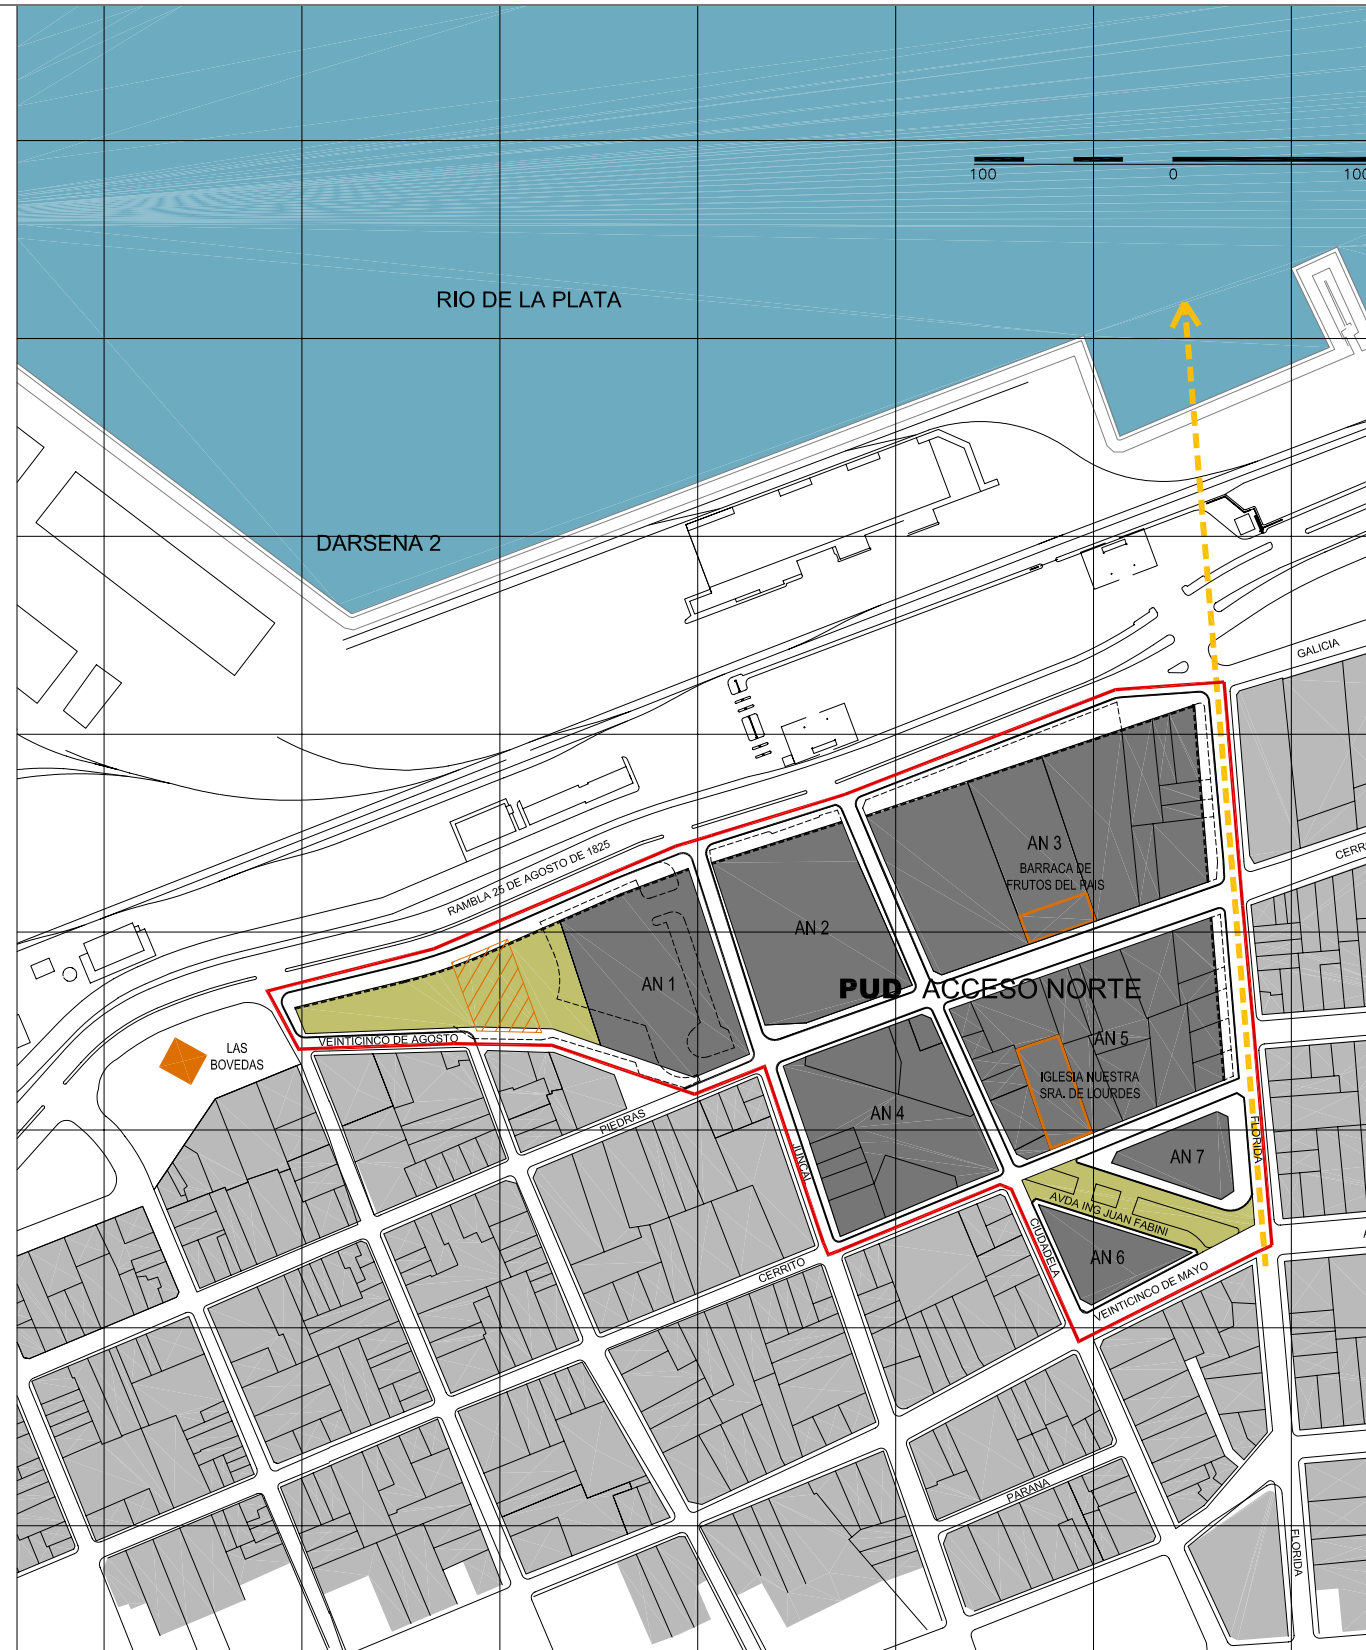 100 0 100
RIO DE LA PLATA
DARSENA 2
GALICIA
RAMBLA 25 DE AGOSTO DE 1825
AN 3
BARRACA DE
FRUTOS DEL PAIS
CERR
AN 2
AN 1
PUD ACCESO NORTE
VEINTICINCO DE AGOSTO
LAS
BOVEDAS
AN 5
IGLESIA NUESTRA
SRA. DE LOURDES
AN 4
PIEDRAS
JUNCAL
FLORIDA
AN 7
AVDA ING JUAN FABINI
CIUDADELA
AN 6
VEINTICINCO DE MAYO
CERRITO
PARANA
FLORIDA